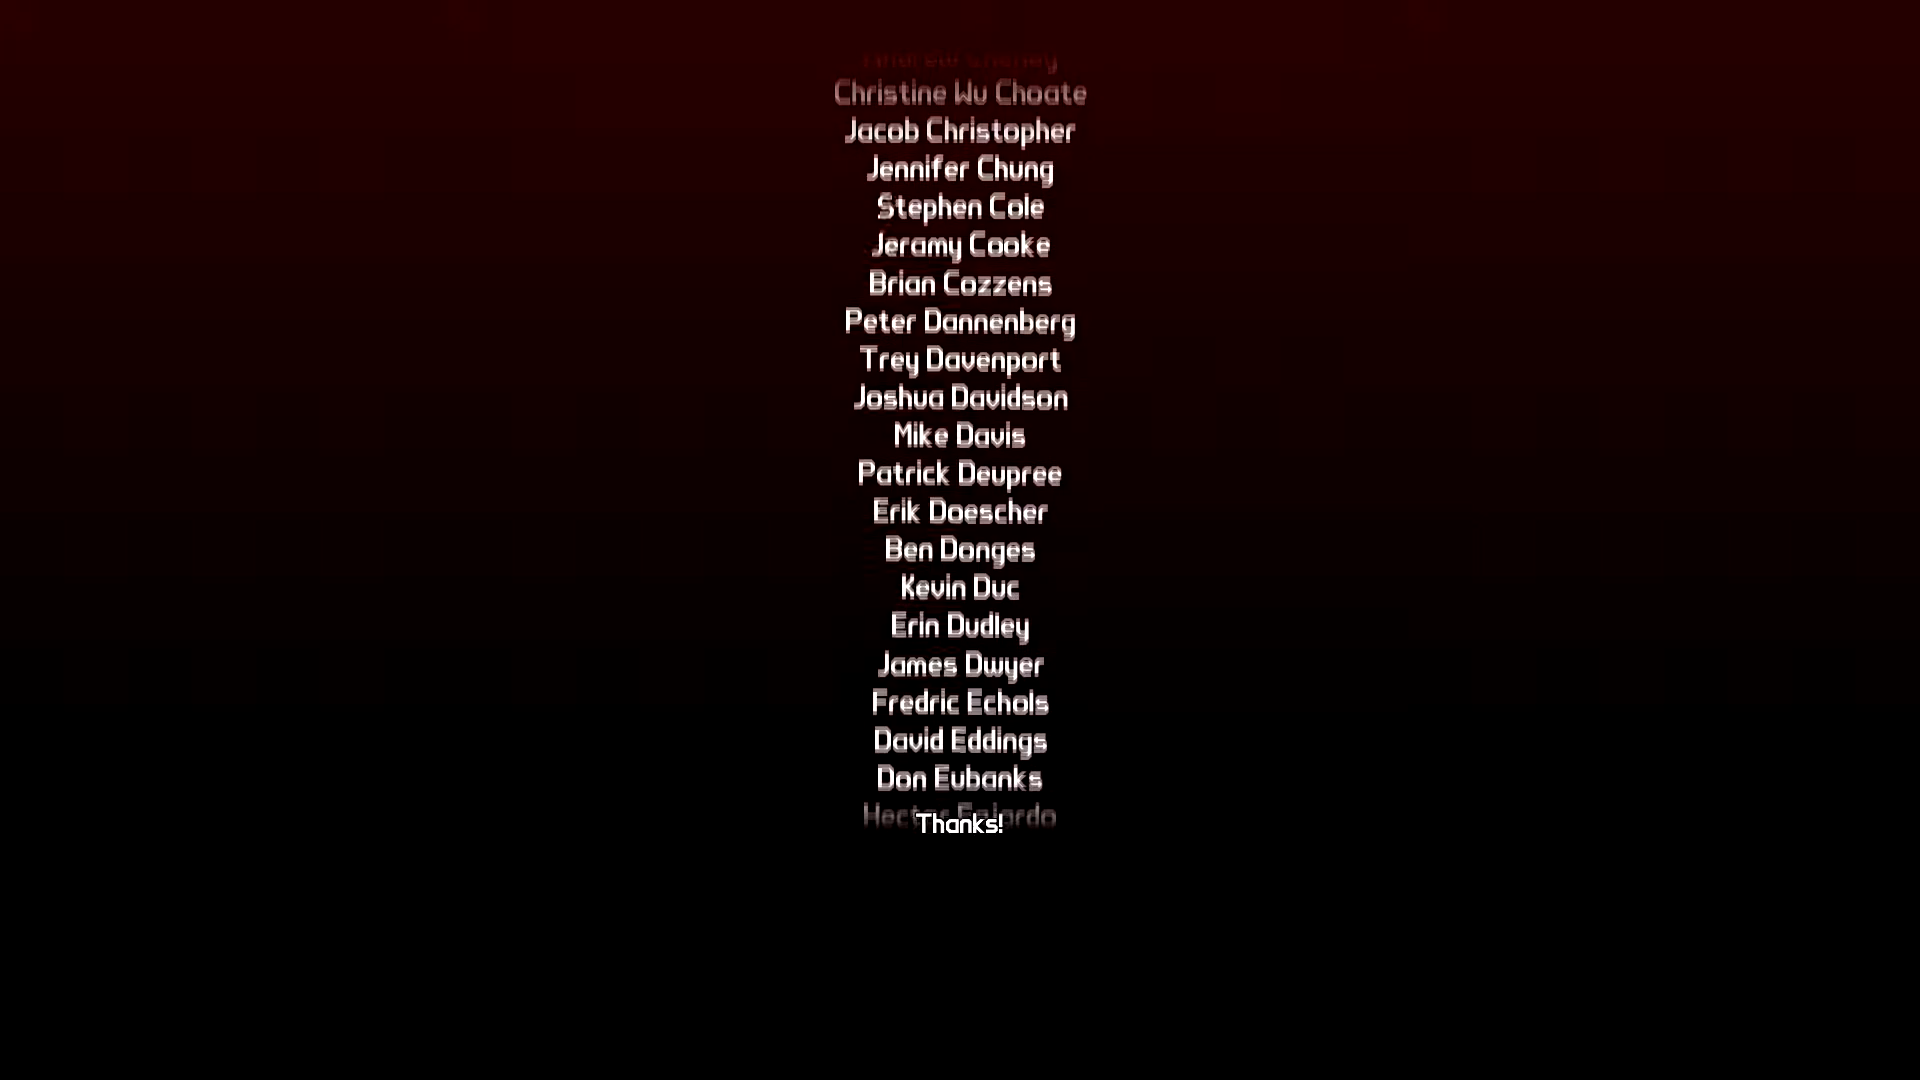 Christine Wu Choate
Jacob Christopher
Jennifer Chung
Stephen Cole
Jeramy Cooke
Brian Cozzens
Peter Dannenberg
Trey Davenport
Joshua Davidson
Mike Davis
Patrick Deupree
Erik Doescher
Ben Donges
Kevin Duc
Erin Dudley
James Dwyer
Fredric Echols
David Eddings
Don Eubanks
Hector
Thanks!